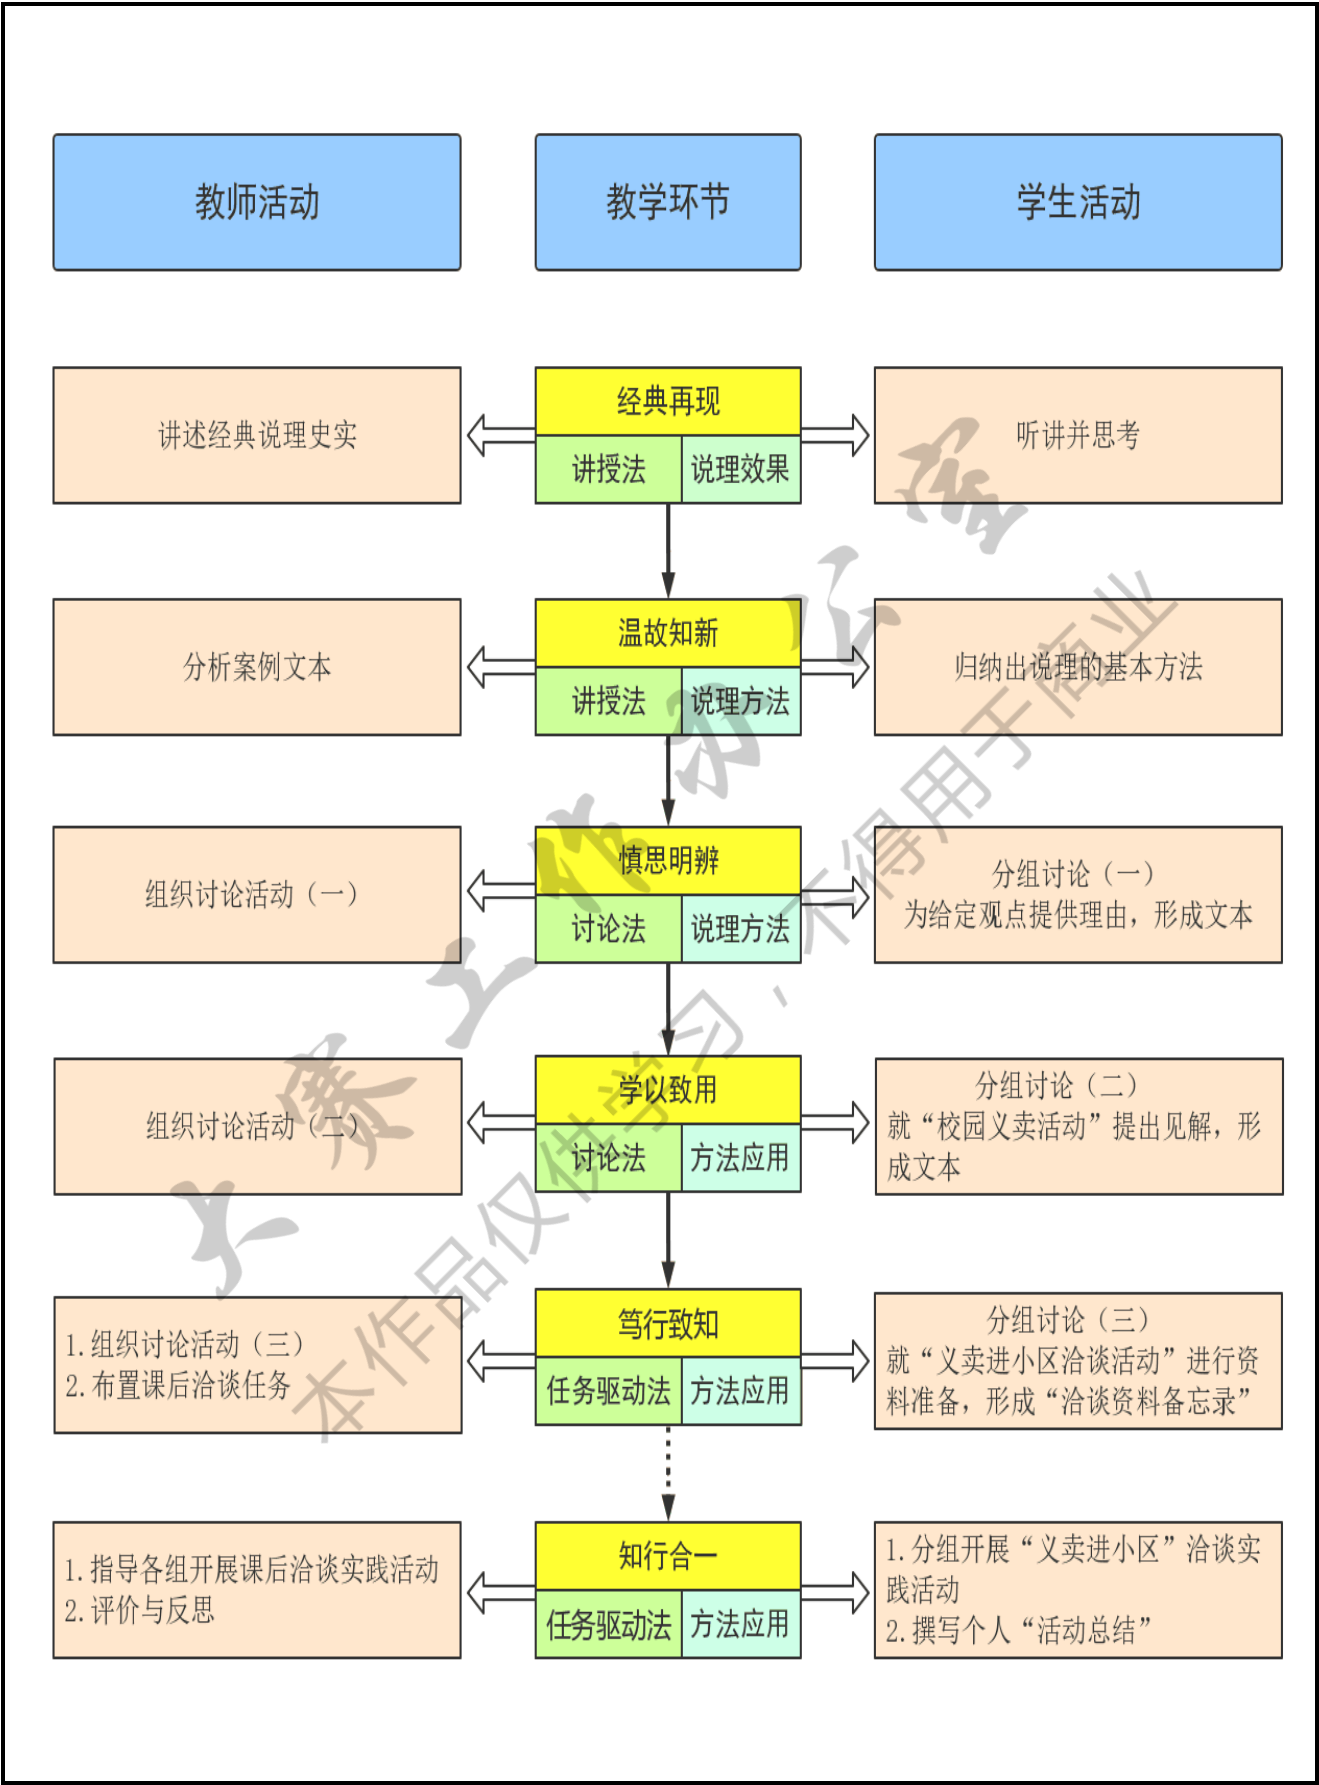 教师活动
教学环节
学生活动
讲述经典说理史实
经典再现
讲授法
说理效果
听讲并思考
分析案例文本
温故知新
讲授法
说理方法
归纳出说理的基本方法
组织讨论活动（一）
慎思明辨
讨论法
说理方法
分组讨论（一）
为给定观点提供理由，形成文本
组织讨论活动（二）
学以致用
讨论法
方法应用
分组讨论（二）
就“校园义卖活动”提出见解，形
成文本
1.组织讨论活动（三）
2.布置课后洽谈任务
笃行致知
任务驱动法
方法应用
分组讨论（三）
就“义卖进小区洽谈活动”进行资
料准备，形成“洽谈资料备忘录”
1.指导各组开展课后洽谈实践活动
2.评价与反思
知行合一
任务驱动法
方法应用
1.分组开展“义卖进小区”洽谈实
践活动
2.撰写个人“活动总结”
大赛工作办公室
本作品仅供学习，不得用于商业